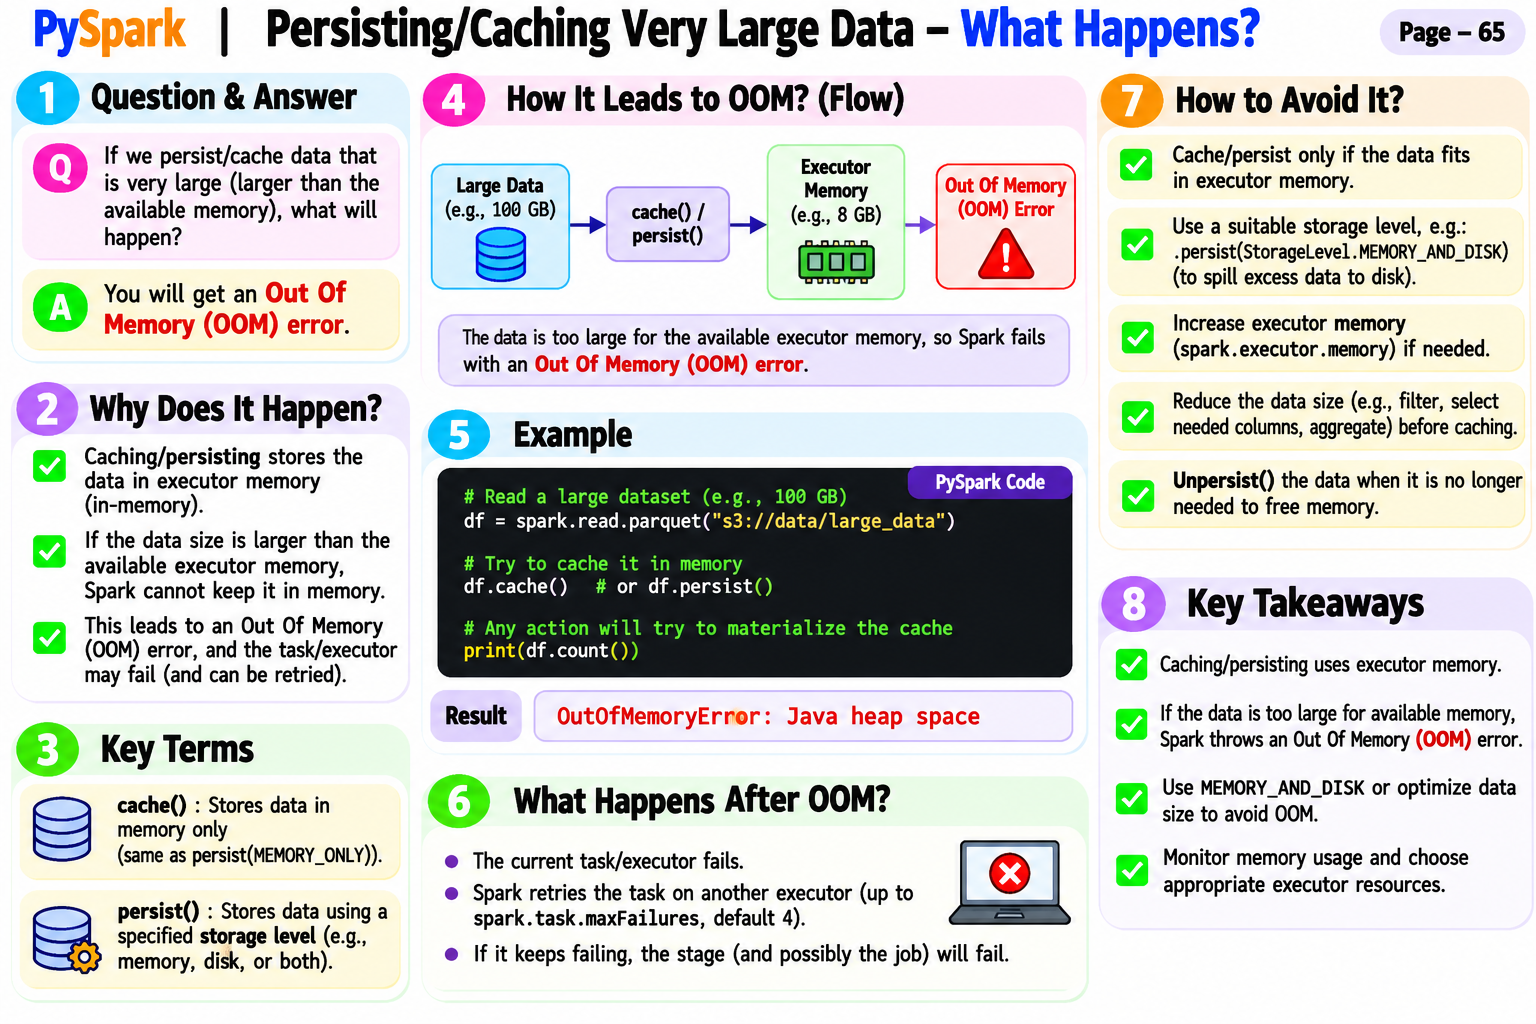 PySpark | Persisting/Caching Very Large Data – What Happens?
Page – 65
1 Question & Answer
Q
If we persist/cache data that
is very large (larger than the
available memory), what will
happen?
A
You will get an Out Of
Memory (OOM) error.
2 Why Does It Happen?
Caching/persisting stores the
data in executor memory
(in-memory).
If the data size is larger than the
available executor memory,
Spark cannot keep it in memory.
This leads to an Out Of Memory
(OOM) error, and the task/executor
may fail (and can be retried).
3 Key Terms
cache() : Stores data in
memory only
(same as persist(MEMORY_ONLY)).
persist() : Stores data using a
specified storage level (e.g.,
memory, disk, or both).
4 How It Leads to OOM? (Flow)
Large Data
(e.g., 100 GB)
cache() /
persist()
Executor
Memory
(e.g., 8 GB)
Out Of Memory
(OOM) Error
The data is too large for the available executor memory, so Spark fails
with an Out Of Memory (OOM) error.
5 Example
PySpark Code
# Read a large dataset (e.g., 100 GB)
df = spark.read.parquet("s3://data/large_data")
# Try to cache it in memory
df.cache() # or df.persist()
# Any action will try to materialize the cache
print(df.count())
Result
OutOfMemoryError: Java heap space
6 What Happens After OOM?
The current task/executor fails.
Spark retries the task on another executor (up to
spark.task.maxFailures, default 4).
If it keeps failing, the stage (and possibly the job) will fail.
7 How to Avoid It?
Cache/persist only if the data fits
in executor memory.
Use a suitable storage level, e.g.:
.persist(StorageLevel.MEMORY_AND_DISK)
(to spill excess data to disk).
Increase executor memory
(spark.executor.memory) if needed.
Reduce the data size (e.g., filter, select
needed columns, aggregate) before caching.
Unpersist() the data when it is no longer
needed to free memory.
8 Key Takeaways
Caching/persisting uses executor memory.
If the data is too large for available memory,
Spark throws an Out Of Memory (OOM) error.
Use MEMORY_AND_DISK or optimize data
size to avoid OOM.
Monitor memory usage and choose
appropriate executor resources.